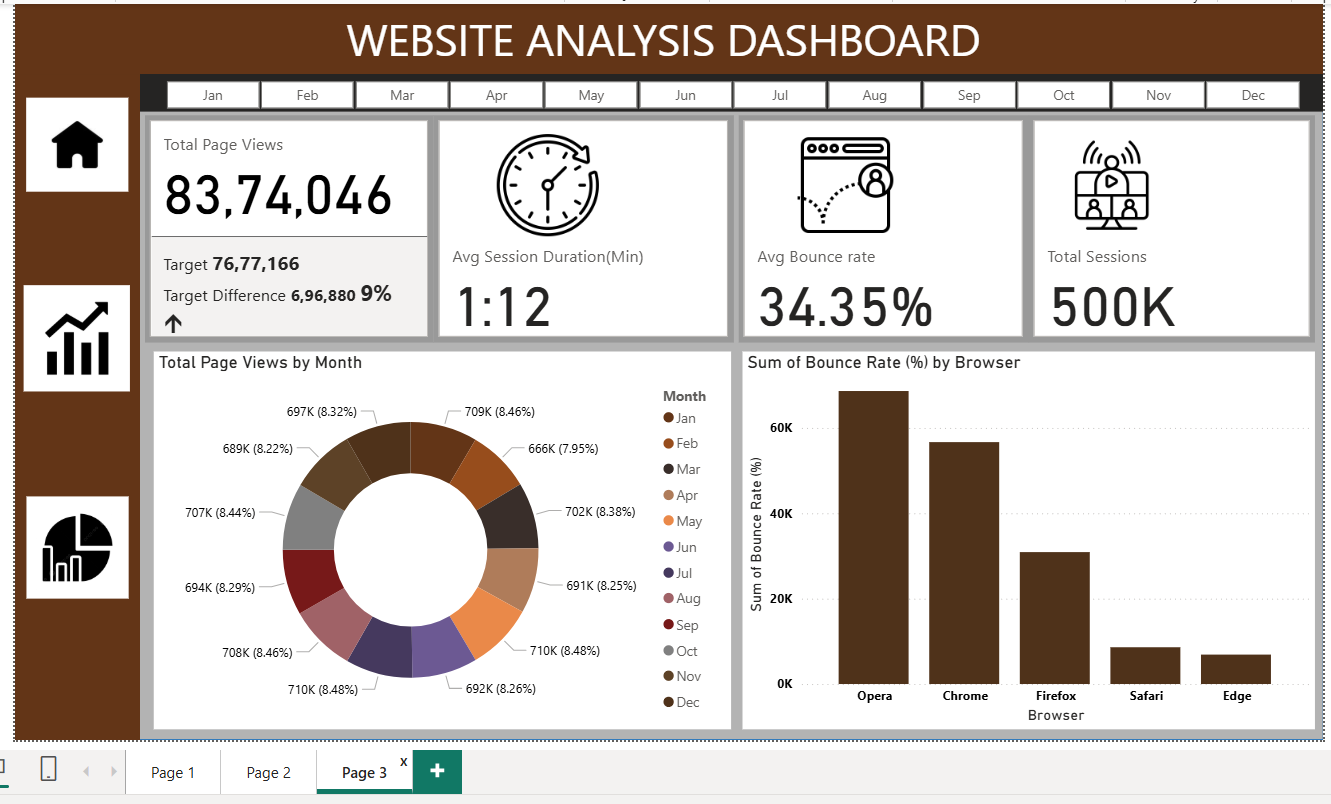 WEBSITE ANALYSIS DASHBOARD
Jan Feb Mar Apr May Jun Jul Aug Sep Oct Nov Dec
Total Page Views
83,74,046
Target 76,77,166
Target Difference 6,96,880 9%
↑
Avg Session Duration(Min)
1:12
Avg Bounce rate
34.35%
Total Sessions
500K
Total Page Views by Month
709K (8.46%)
666K (7.95%)
702K (8.38%)
691K (8.25%)
710K (8.48%)
692K (8.26%)
710K (8.48%)
708K (8.46%)
694K (8.29%)
707K (8.44%)
689K (8.22%)
697K (8.32%)
Month
Jan
Feb
Mar
Apr
May
Jun
Jul
Aug
Sep
Oct
Nov
Dec
Sum of Bounce Rate (%) by Browser
Sum of Bounce Rate (%)
60K
40K
20K
0K
Opera Chrome Firefox Safari Edge
Browser
Page 1 Page 2 Page 3 x +